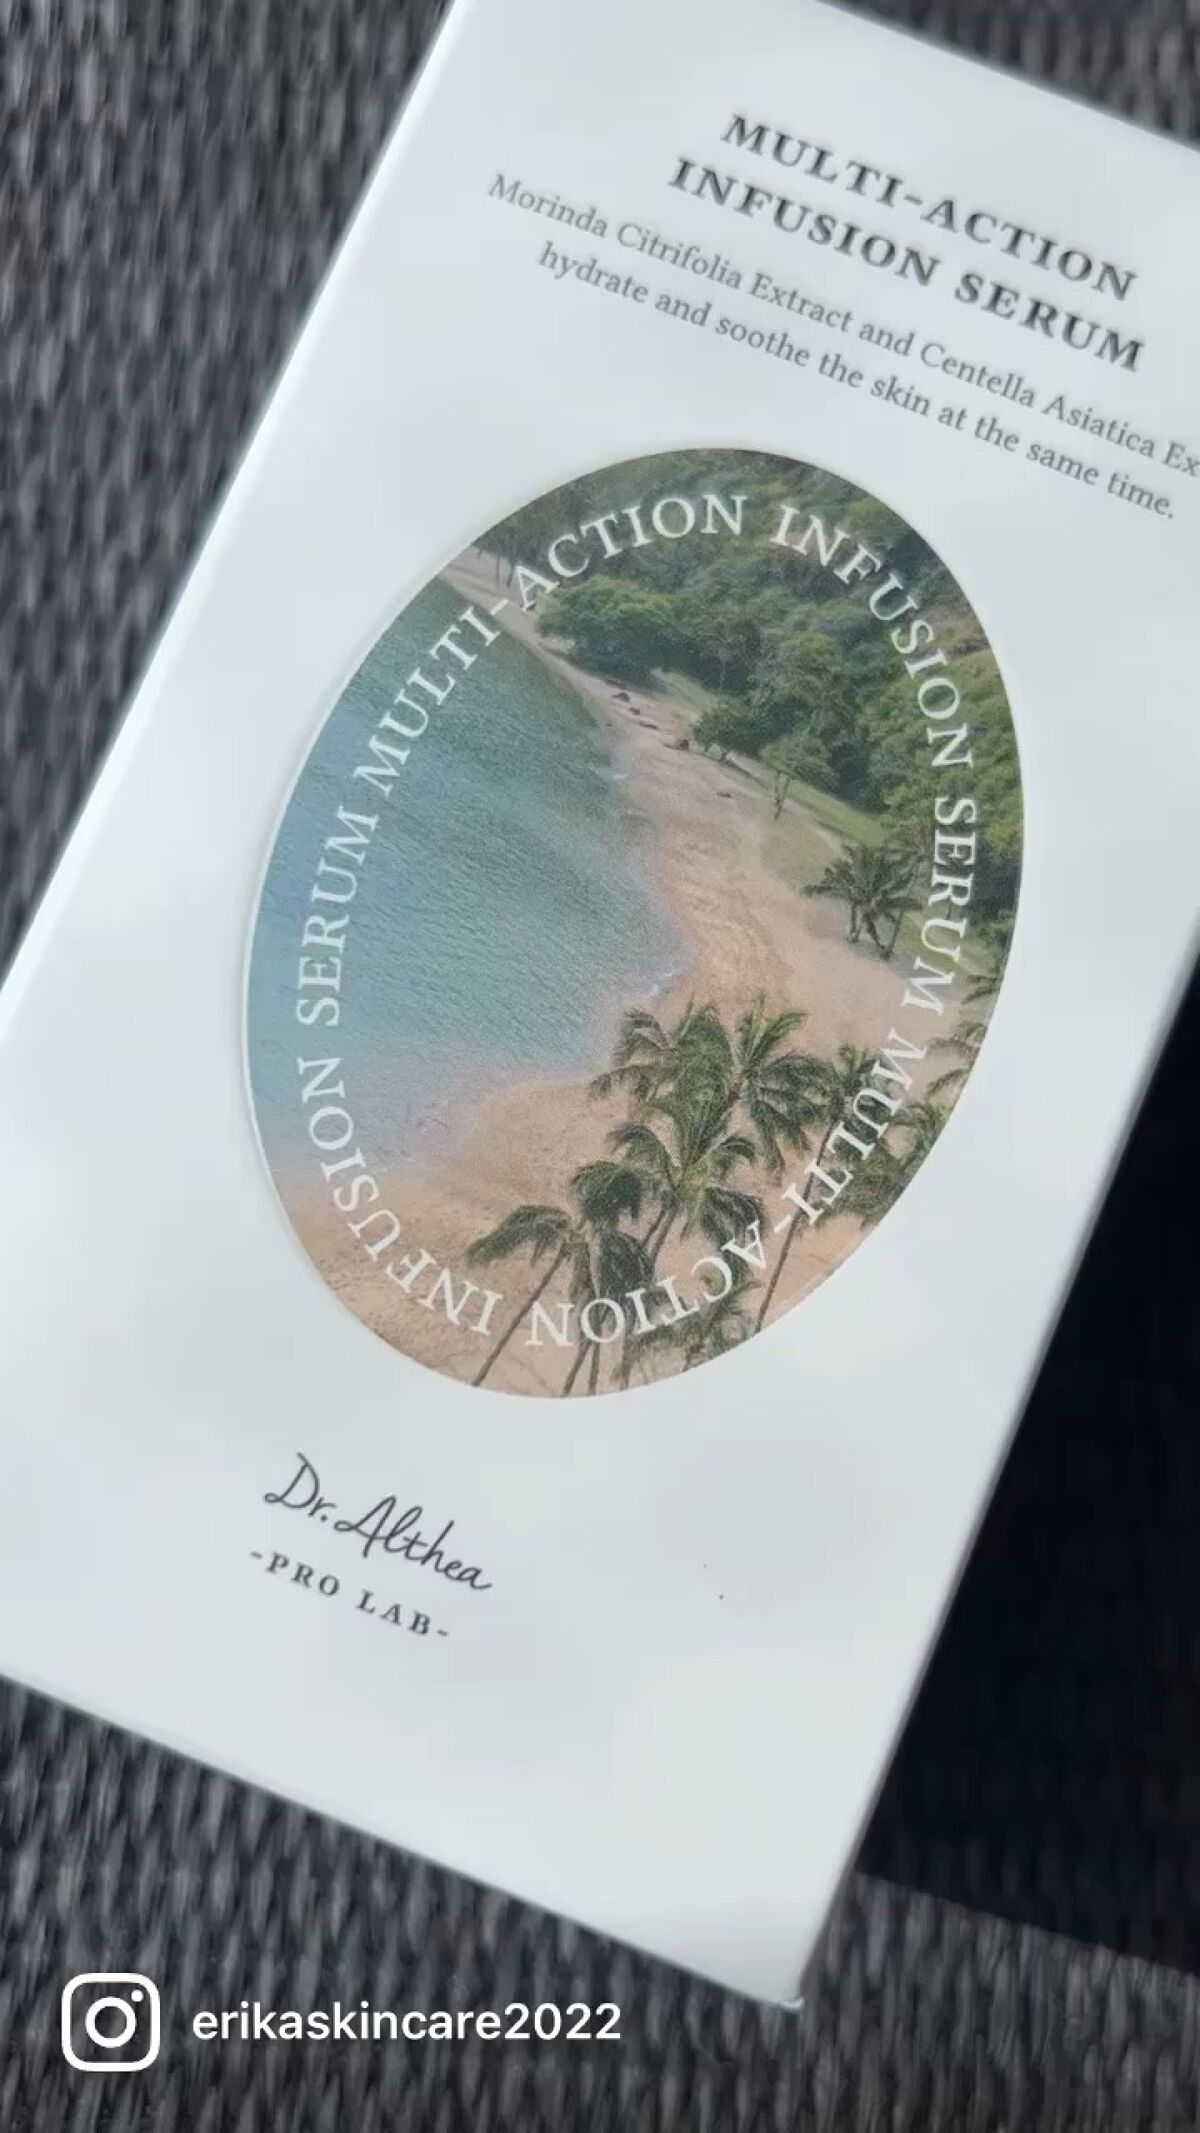 MULTI-ACTION
INFUSION SERUM
Morinda Citrifolia Extract and Centella Asiatica Ex
hydrate and soothe the skin at the same time.
MULTI-ACTION INFUSION SERUM MULTI-ACTION INFUSION SERUM
Dr.Althea
-PRO LAB-
erikaskincare2022